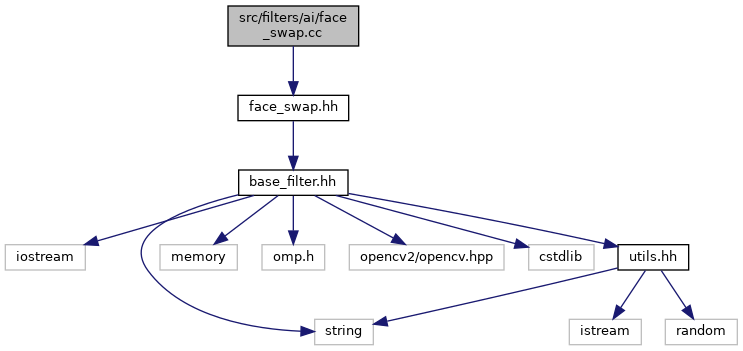 src/filters/ai/face
_swap.cc
face_swap.hh
base_filter.hh
iostream
memory
omp.h
opencv2/opencv.hpp
cstdlib
utils.hh
string
istream
random